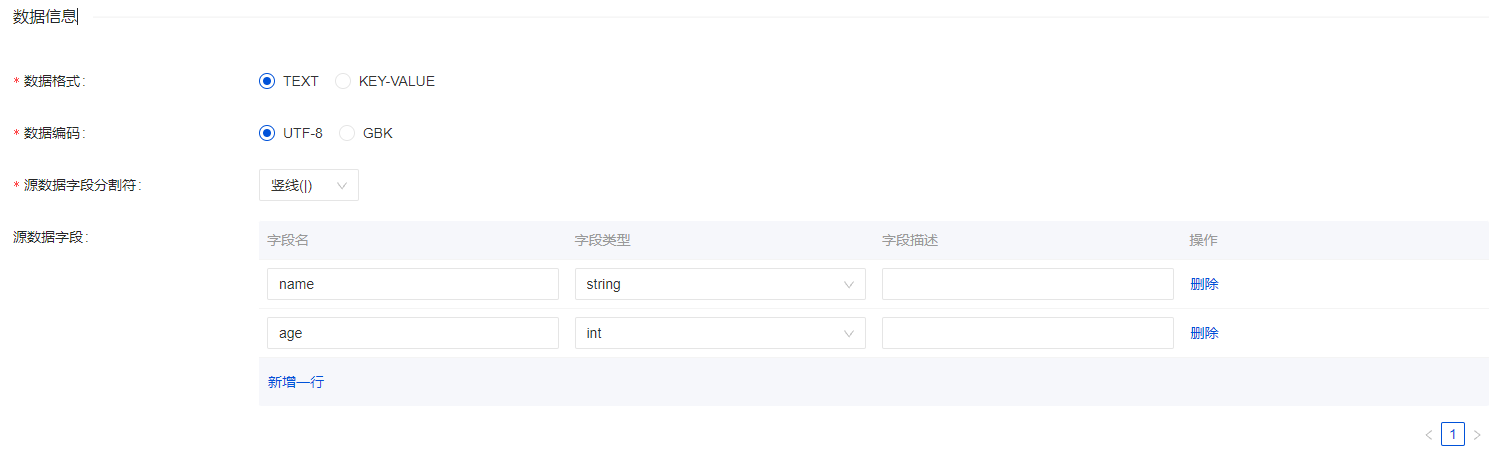 数据信息
* 数据格式: TEXT KEY-VALUE
* 数据编码: UTF-8 GBK
* 源数据字段分割符: 竖线(|)
源数据字段:
字段名 字段类型 字段描述 操作
name string 删除
age int 删除
新增一行
< 1 >